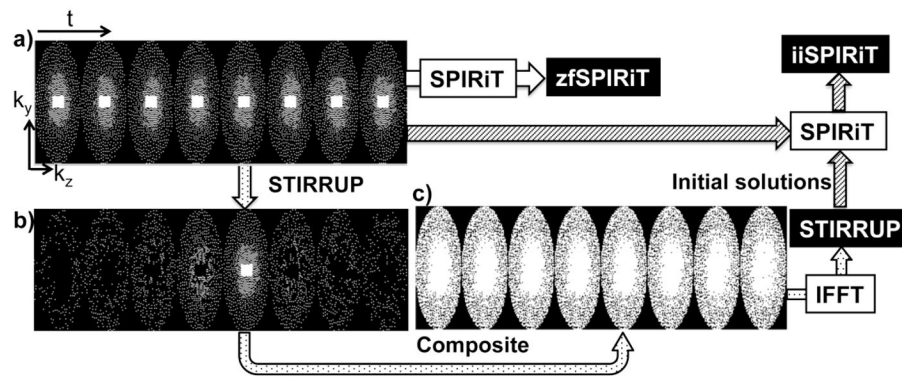 t
a)
SPIRiT
zfSPIRiT
iiSPIRiT
ky
SPIRiT
kz
STIRRUP
Initial solutions
b)
c)
STIRRUP
IFFT
Composite